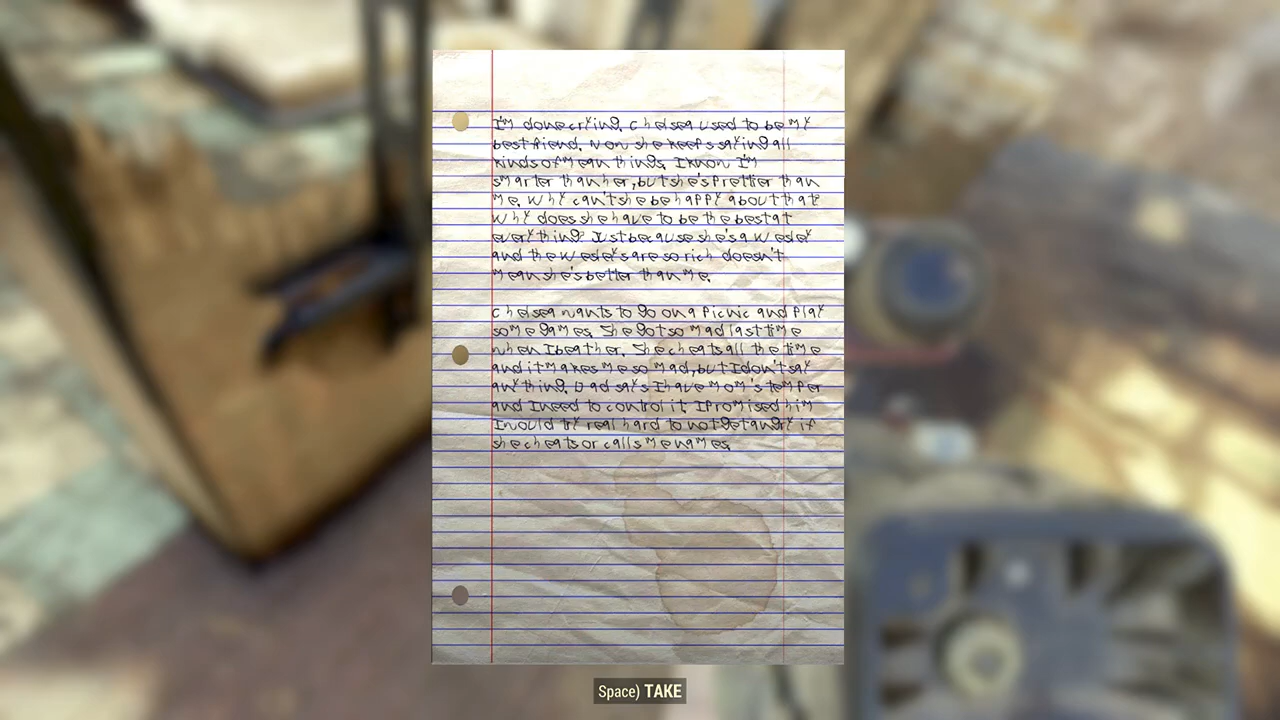 I'm done crying. Chelsea used to be my
best friend. Now she keeps saying all
kinds of mean things. I know I'm
smarter than her, but she's prettier than
me. Why can't she be happy about that?
Why does she have to be the best at
everything? Just because she's a Wesley
and the Wesleys are so rich doesn't
mean she's better than me.
Chelsea wants to go on a picnic and play
some games. She got so mad last time
when I beat her. She cheats all the time
and it makes me so mad, but I don't say
anything. Dad says I have mom's temper
and I need to control it. I promised him
I would try real hard to not get angry if
she cheats or calls me names.
Space) TAKE